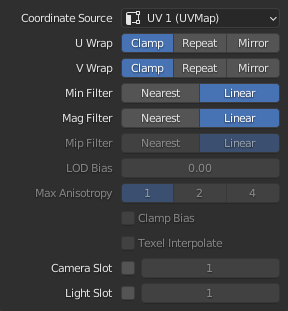 Coordinate Source UV 1 (UVMap)
U Wrap Clamp Repeat Mirror
V Wrap Clamp Repeat Mirror
Min Filter Nearest Linear
Mag Filter Nearest Linear
Mip Filter Nearest Linear
LOD Bias 0.00
Max Anisotropy 1 2 4
Clamp Bias
Texel Interpolate
Camera Slot 1
Light Slot 1